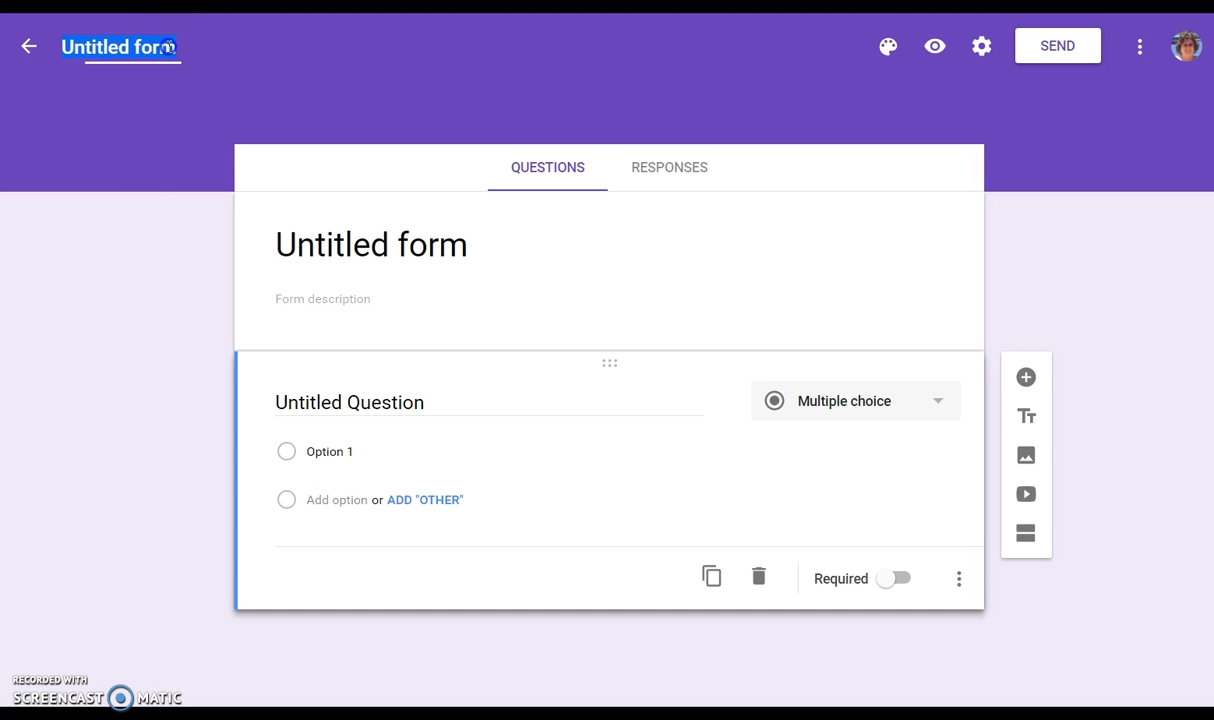 Untitled form
SEND
QUESTIONS RESPONSES
Untitled form
Form description
Untitled Question
Multiple choice
Option 1
Add option or ADD "OTHER"
Required
RECORDED WITH
SCREENCAST MATIC